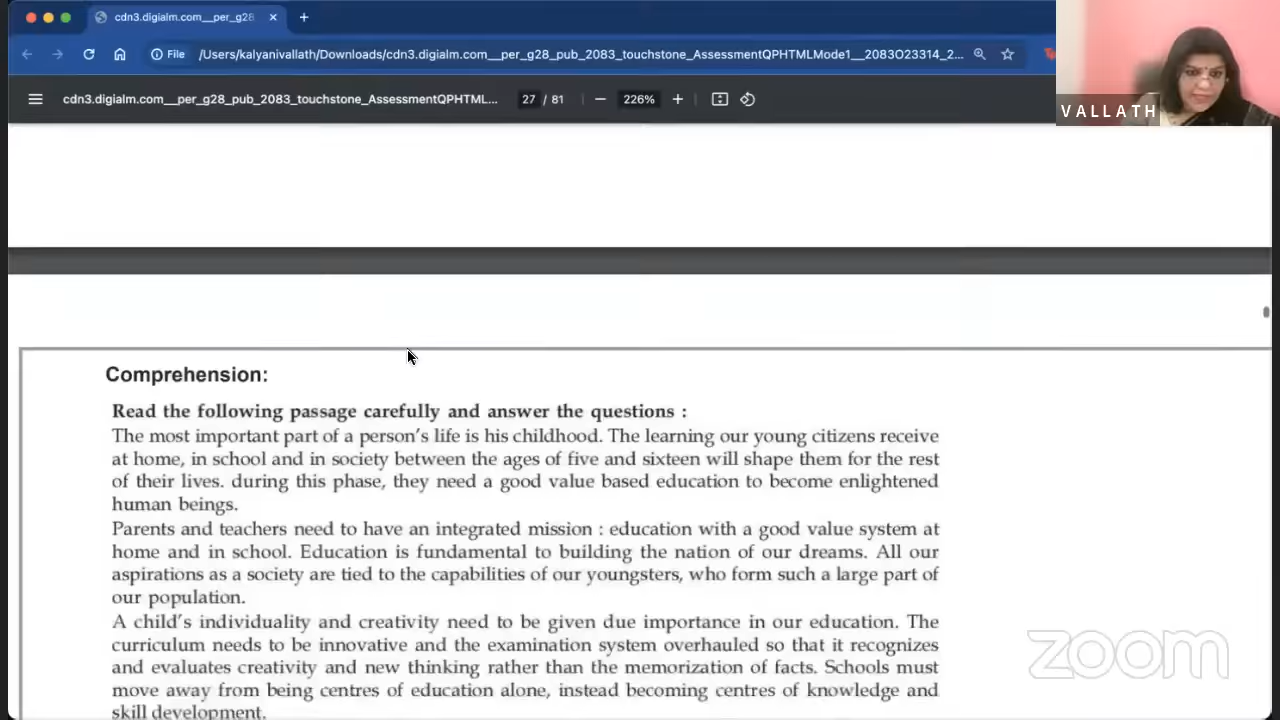 cdn3.digialm.com__per_g28
File
/Users/kalyanivallath/Downloads/cdn3.digialm.com__per_g28_pub_2083_touchstone_AssessmentQPHTMLMode1__2083O23314_2...
cdn3.digialm.com__per_g28_pub_2083_touchstone_AssessmentQPHTML...
27 / 81
226%
VALLATH
Comprehension:
Read the following passage carefully and answer the questions :
The most important part of a person's life is his childhood. The learning our young citizens receive
at home, in school and in society between the ages of five and sixteen will shape them for the rest
of their lives. during this phase, they need a good value based education to become enlightened
human beings.
Parents and teachers need to have an integrated mission : education with a good value system at
home and in school. Education is fundamental to building the nation of our dreams. All our
aspirations as a society are tied to the capabilities of our youngsters, who form such a large part of
our population.
A child's individuality and creativity need to be given due importance in our education. The
curriculum needs to be innovative and the examination system overhauled so that it recognizes
and evaluates creativity and new thinking rather than the memorization of facts. Schools must
move away from being centres of education alone, instead becoming centres of knowledge and
skill development.
zoom